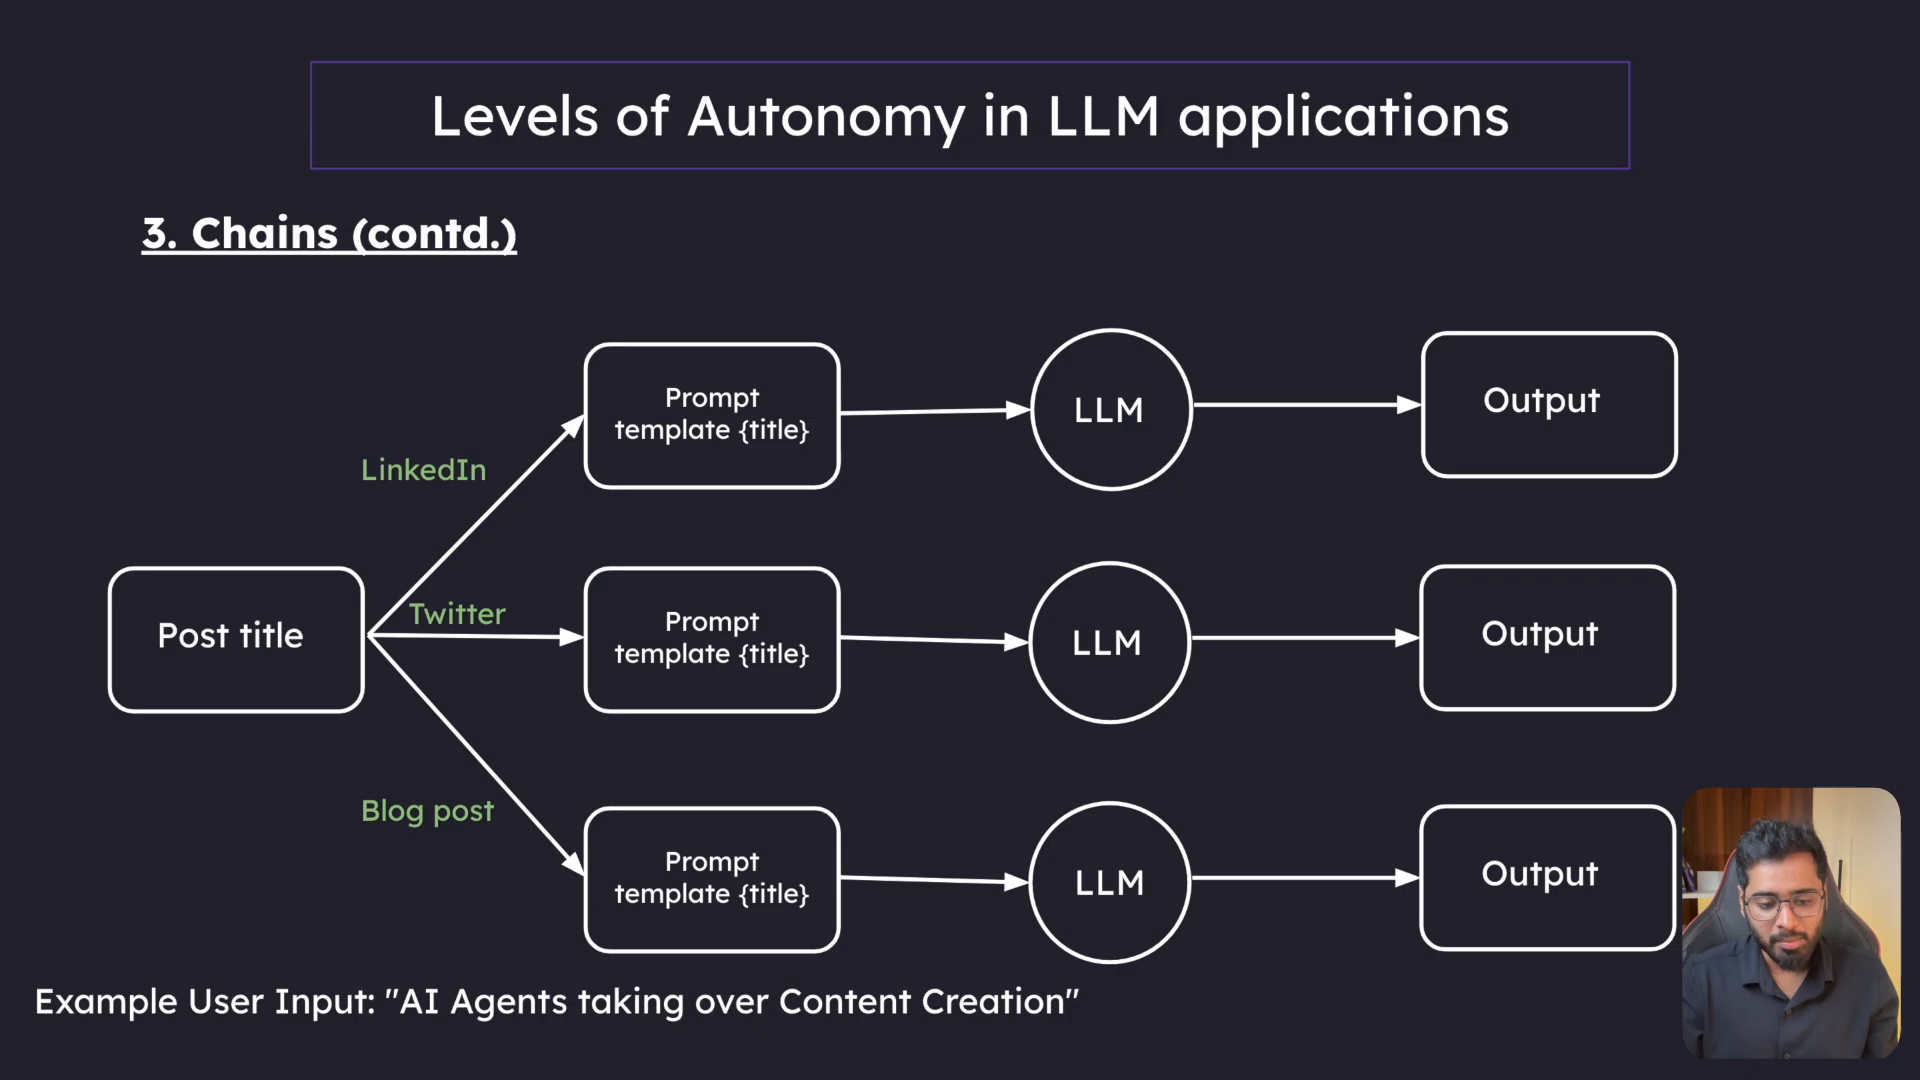 Levels of Autonomy in LLM applications
3. Chains (contd.)
LinkedIn
Prompt
template {title}
LLM
Output
Post title
Twitter
Prompt
template {title}
LLM
Output
Blog post
Prompt
template {title}
LLM
Output
Example User Input: "AI Agents taking over Content Creation"